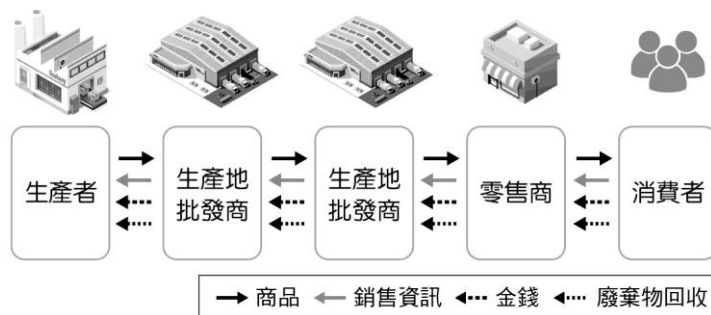 生產者
生產地
批發商
生產地
批發商
零售商
消費者
商品 銷售資訊 金錢 廢棄物回收